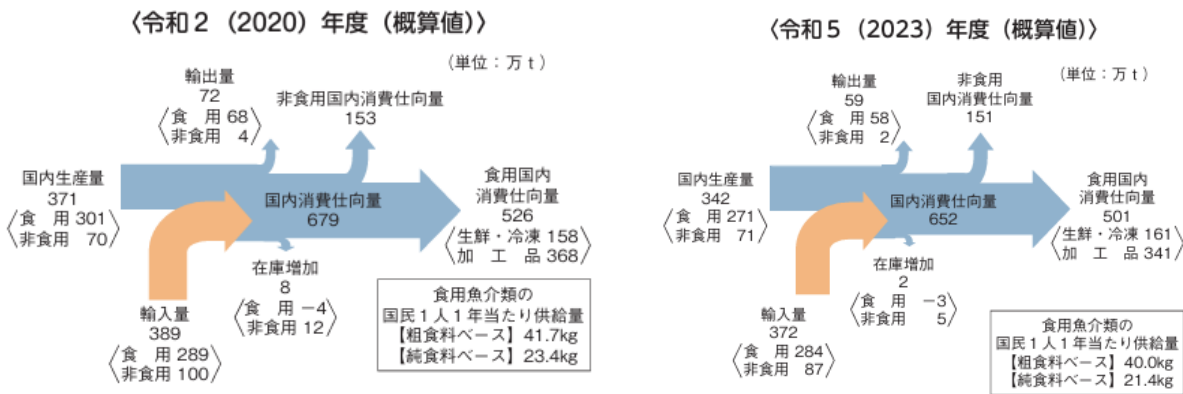 〈令和２（2020）年度（概算値）〉
（単位：万ｔ）
輸出量
72
〈食　用 68
非食用　4〉
非食用国内消費仕向量
153
国内生産量
371
〈食　用 301
非食用　70〉
国内消費仕向量
679
食用国内
消費仕向量
526
〈生鮮・冷凍 158
加　工　品 368〉
在庫増加
8
〈食　用 −4
非食用 12〉
輸入量
389
〈食　用 289
非食用 100〉
食用魚介類の
国民１人１年当たり供給量
【粗食料ベース】41.7kg
【純食料ベース】23.4kg
〈令和５（2023）年度（概算値）〉
（単位：万ｔ）
輸出量
59
〈食　用 58
非食用　2〉
非食用
国内消費仕向量
151
国内生産量
342
〈食　用 271
非食用　71〉
国内消費仕向量
652
食用国内
消費仕向量
501
〈生鮮・冷凍 161
加　工　品 341〉
在庫増加
2
〈食　用　−3
非食用　5〉
輸入量
372
〈食　用 284
非食用　87〉
食用魚介類の
国民１人１年当たり供給量
【粗食料ベース】40.0kg
【純食料ベース】21.4kg